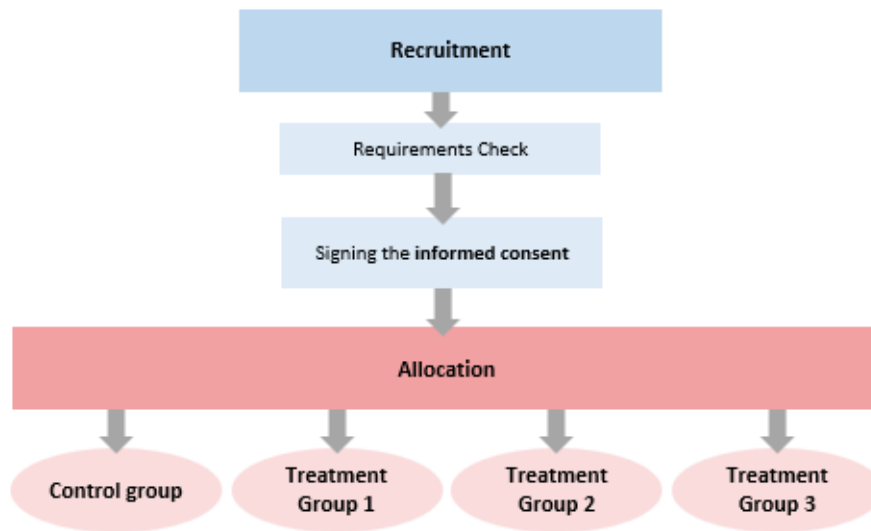 Recruitment
Requirements Check
Signing the informed consent
Allocation
Control group
Treatment
Group 1
Treatment
Group 2
Treatment
Group 3